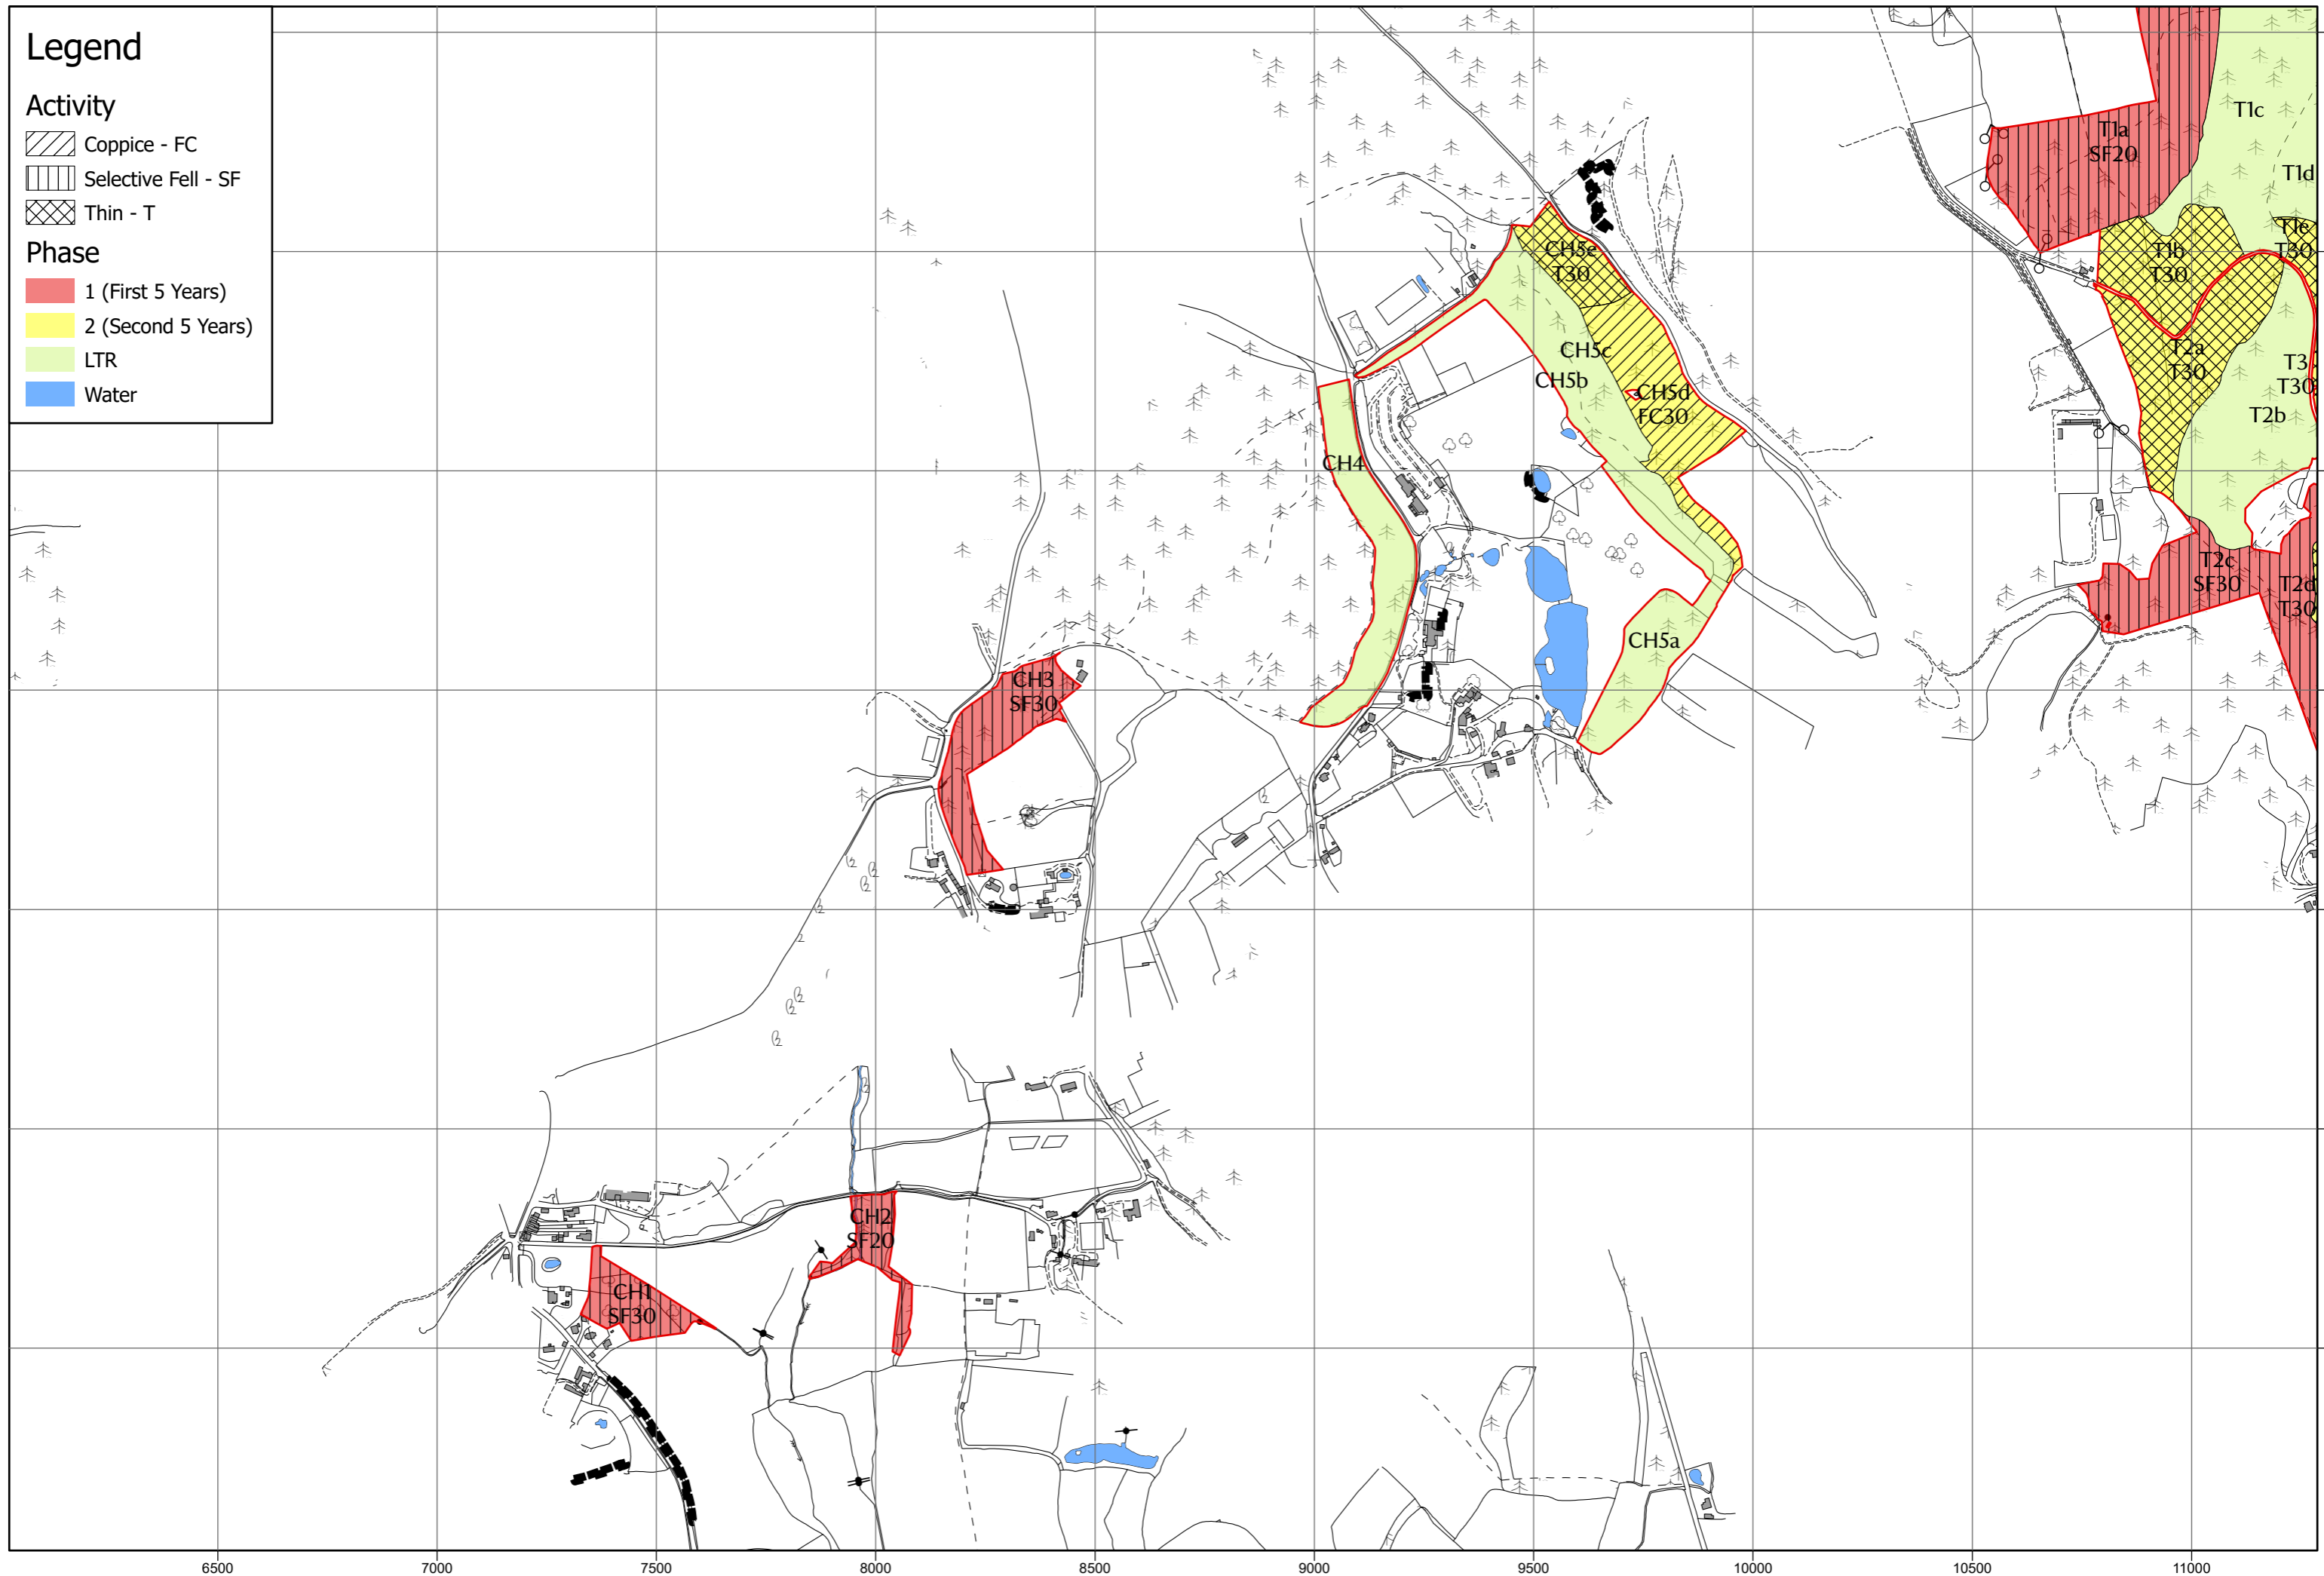 Legend
Activity
Coppice - FC
Selective Fell - SF
Thin - T
Phase
1 (First 5 Years)
2 (Second 5 Years)
LTR
Water
T1c
T1a
SF20
T1d
T1e
T30
T1b
T30
CH5e
T30
T2a
T30
T3
T30
T2b
CH5c
CH5b
CH5d
FC30
CH4
T2c
SF30
T2d
T30
CH5a
CH3
SF30
CH2
SF20
CH1
SF30
6500
7000
7500
8000
8500
9000
9500
10000
10500
11000